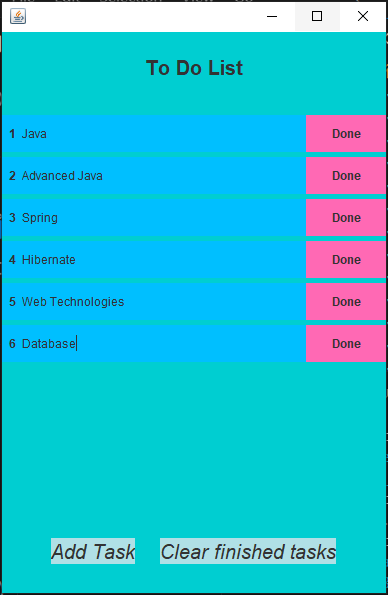 To Do List
1 Java Done
2 Advanced Java Done
3 Spring Done
4 Hibernate Done
5 Web Technologies Done
6 Database Done
Add Task Clear finished tasks